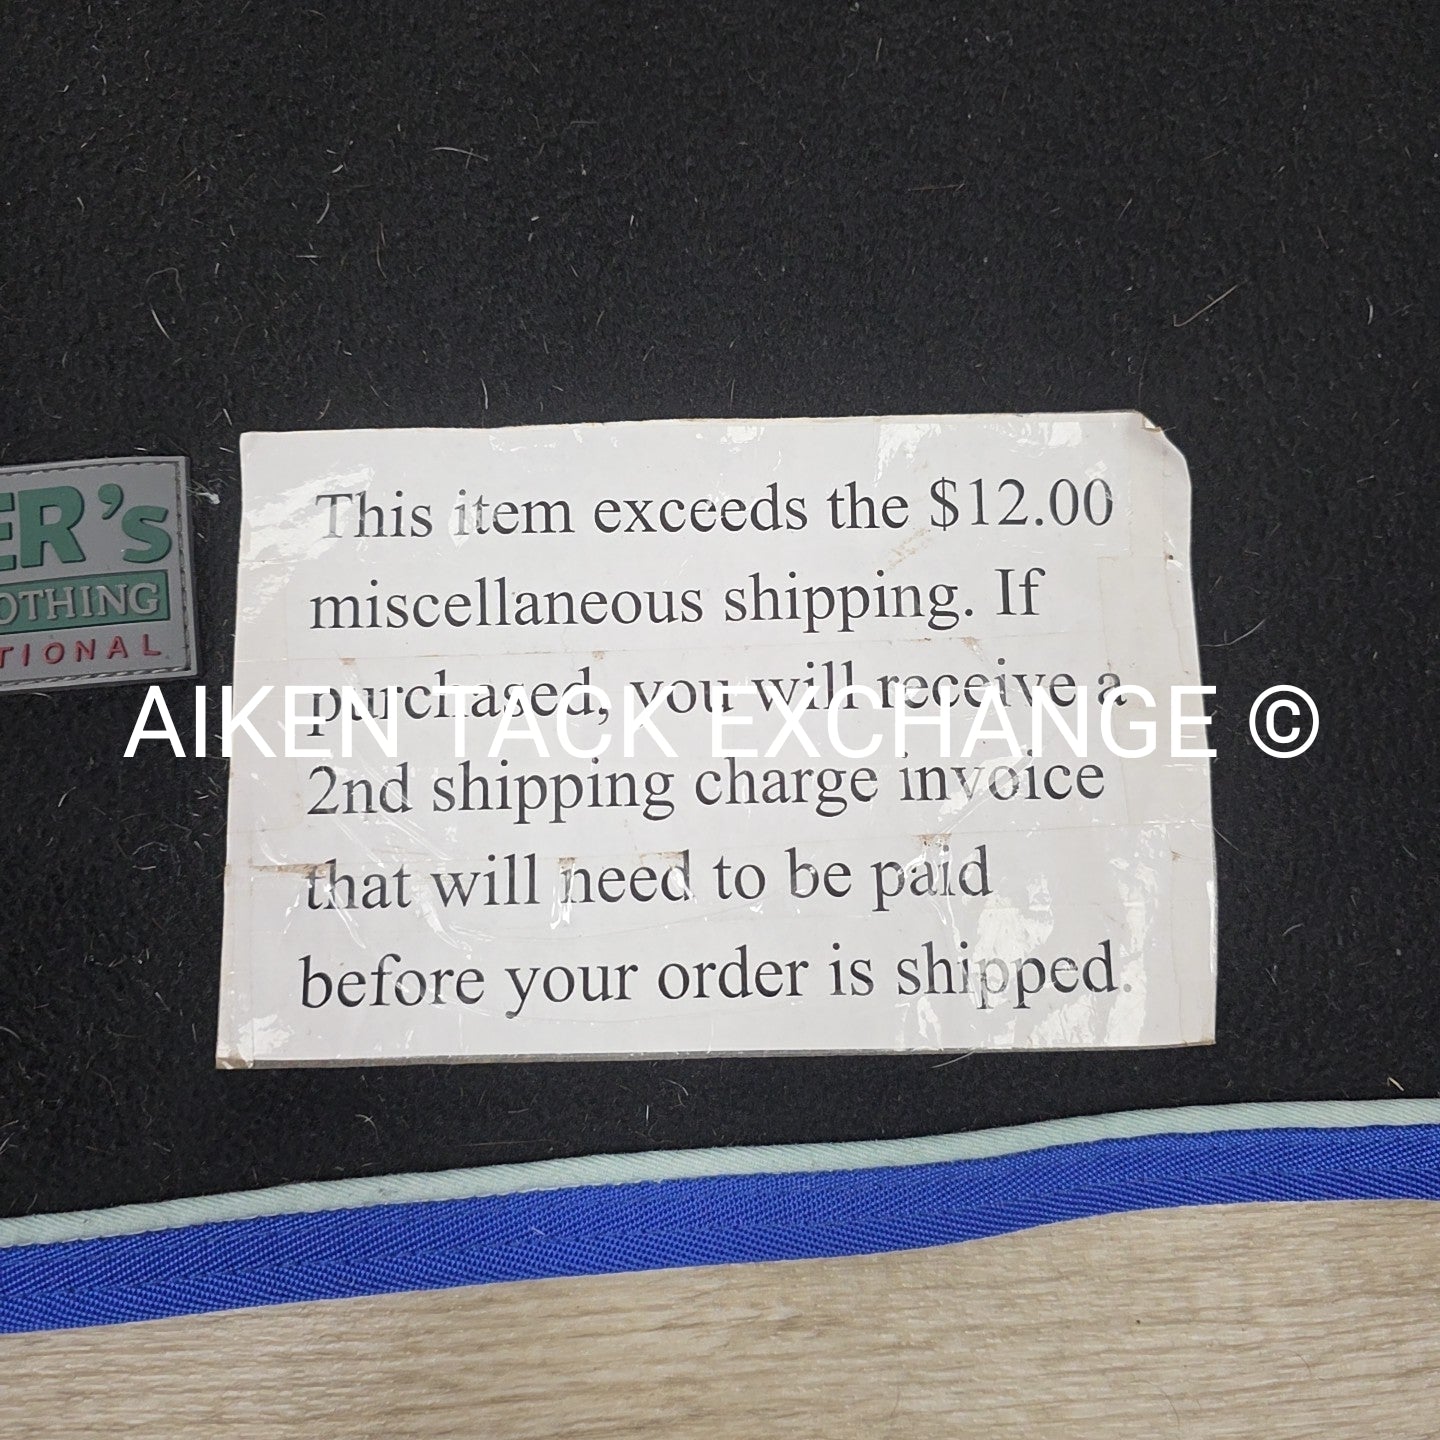 This item exceeds the $12.00
miscellaneous shipping. If
purchased, you will receive a
2nd shipping charge invoice
that will need to be paid
before your order is shipped.
ER's
OTHING
TIONAL
AIKEN TACK EXCHANGE ©